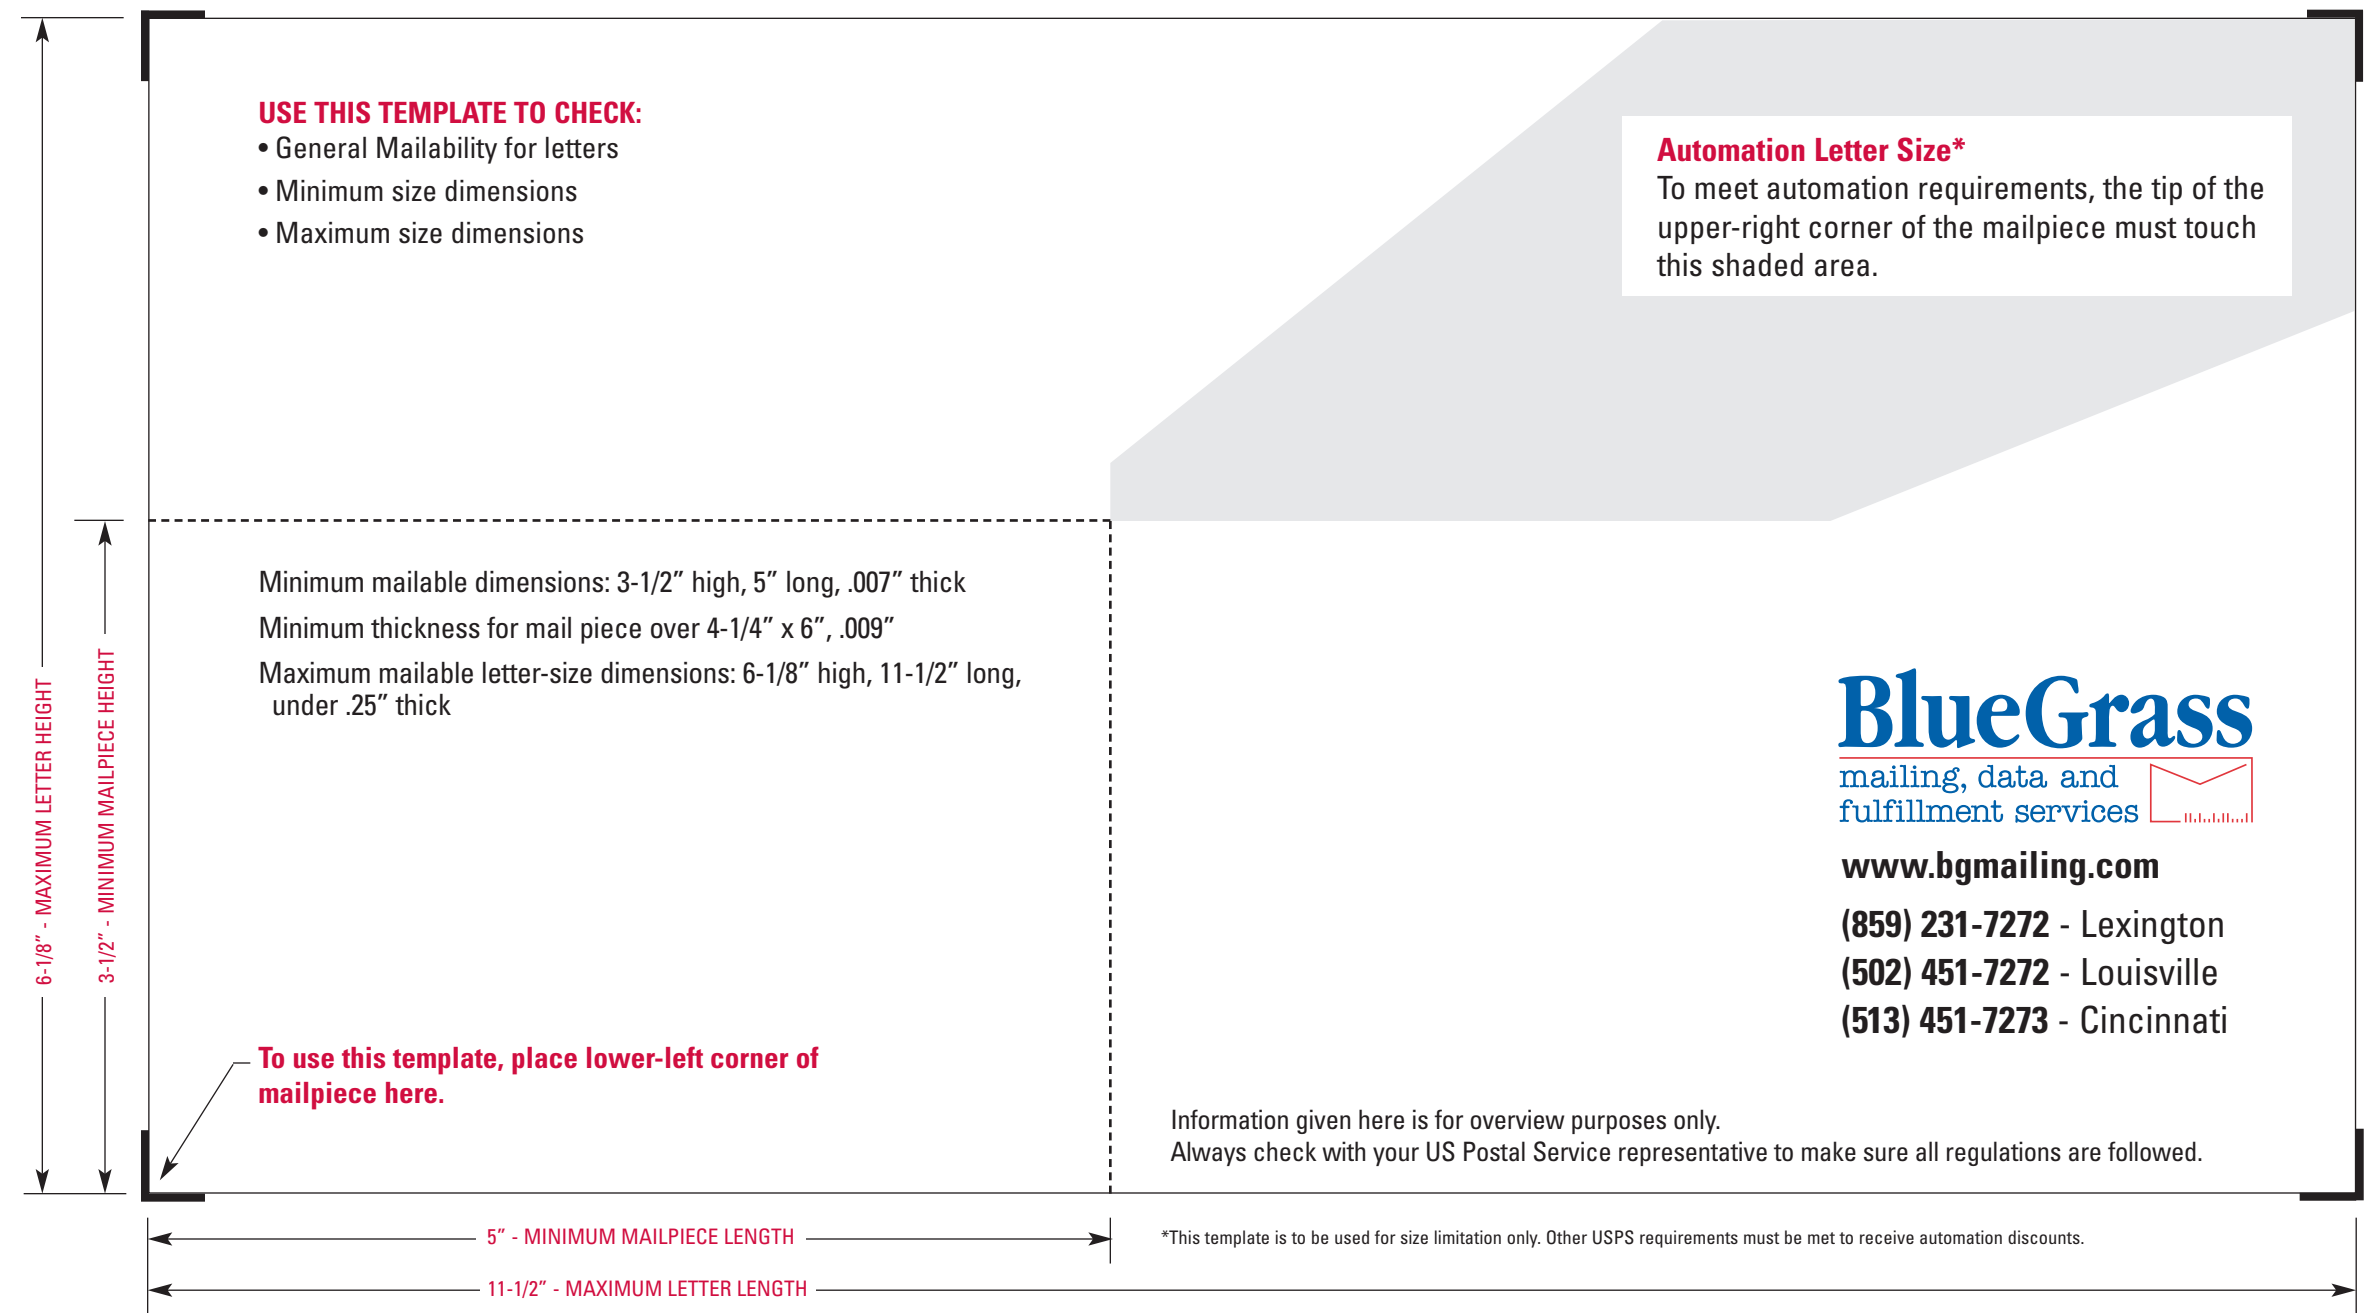 USE THIS TEMPLATE TO CHECK:
• General Mailability for letters
• Minimum size dimensions
• Maximum size dimensions
Automation Letter Size*
To meet automation requirements, the tip of the
upper-right corner of the mailpiece must touch
this shaded area.
6-1/8” - MAXIMUM LETTER HEIGHT
3-1/2” - MINIMUM MAILPIECE HEIGHT
Minimum mailable dimensions: 3-1/2” high, 5” long, .007” thick
Minimum thickness for mail piece over 4-1/4” x 6”, .009”
Maximum mailable letter-size dimensions: 6-1/8” high, 11-1/2” long,
under .25” thick
BlueGrass
mailing, data and
fulfillment services
www.bgmailing.com
(859) 231-7272 - Lexington
(502) 451-7272 - Louisville
(513) 451-7273 - Cincinnati
To use this template, place lower-left corner of
mailpiece here.
Information given here is for overview purposes only.
Always check with your US Postal Service representative to make sure all regulations are followed.
5” - MINIMUM MAILPIECE LENGTH
*This template is to be used for size limitation only. Other USPS requirements must be met to receive automation discounts.
11-1/2” - MAXIMUM LETTER LENGTH